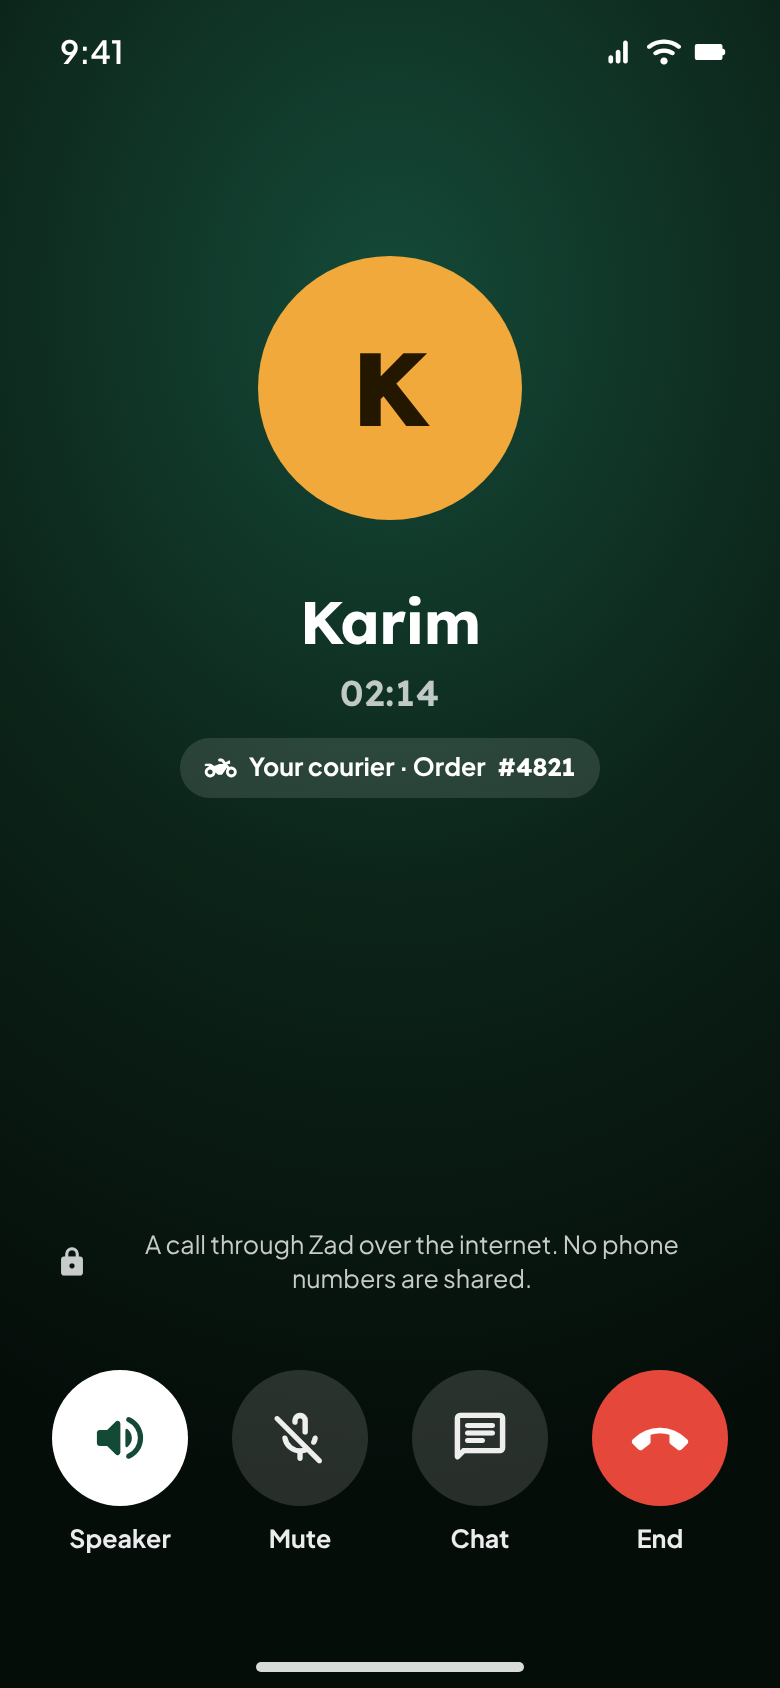 9:41
K
Karim
02:14
Your courier · Order #4821
A call through Zad over the internet. No phone
numbers are shared.
Speaker
Mute
Chat
End